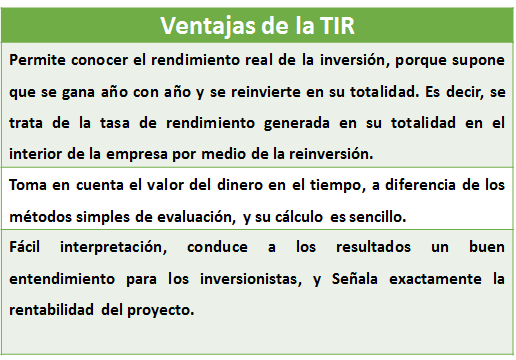 Ventajas de la TIR
Permite conocer el rendimiento real de la inversión, porque supone
que se gana año con año y se reinvierte en su totalidad. Es decir, se
trata de la tasa de rendimiento generada en su totalidad en el
interior de la empresa por medio de la reinversión.
Toma en cuenta el valor del dinero en el tiempo, a diferencia de los
métodos simples de evaluación, y su cálculo es sencillo.
Fácil interpretación, conduce a los resultados un buen
entendimiento para los inversionistas, y Señala exactamente la
rentabilidad del proyecto.